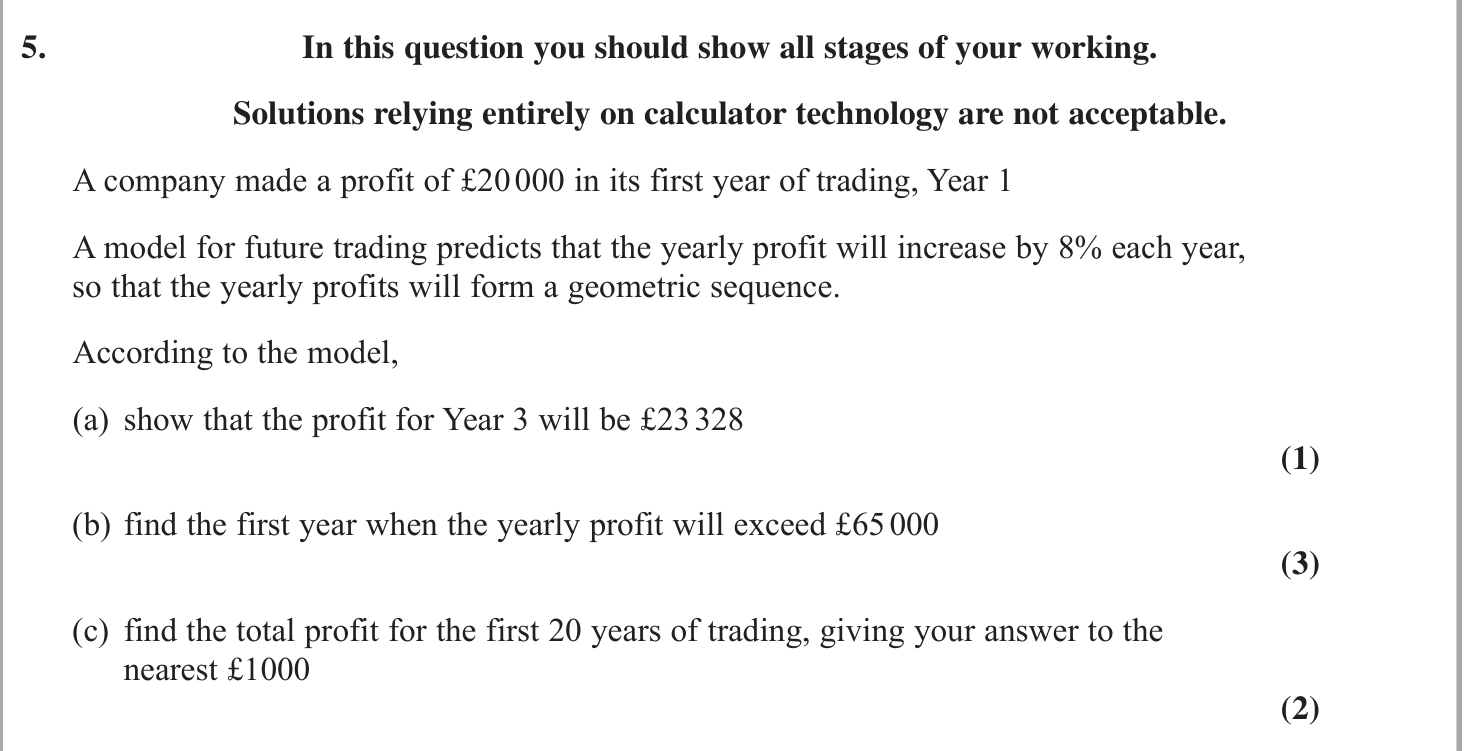 5. In this question you should show all stages of your working.
Solutions relying entirely on calculator technology are not acceptable.
A company made a profit of £20 000 in its first year of trading, Year 1
A model for future trading predicts that the yearly profit will increase by 8% each year,
so that the yearly profits will form a geometric sequence.
According to the model,
(a) show that the profit for Year 3 will be £23 328
(1)
(b) find the first year when the yearly profit will exceed £65 000
(3)
(c) find the total profit for the first 20 years of trading, giving your answer to the
nearest £1000
(2)